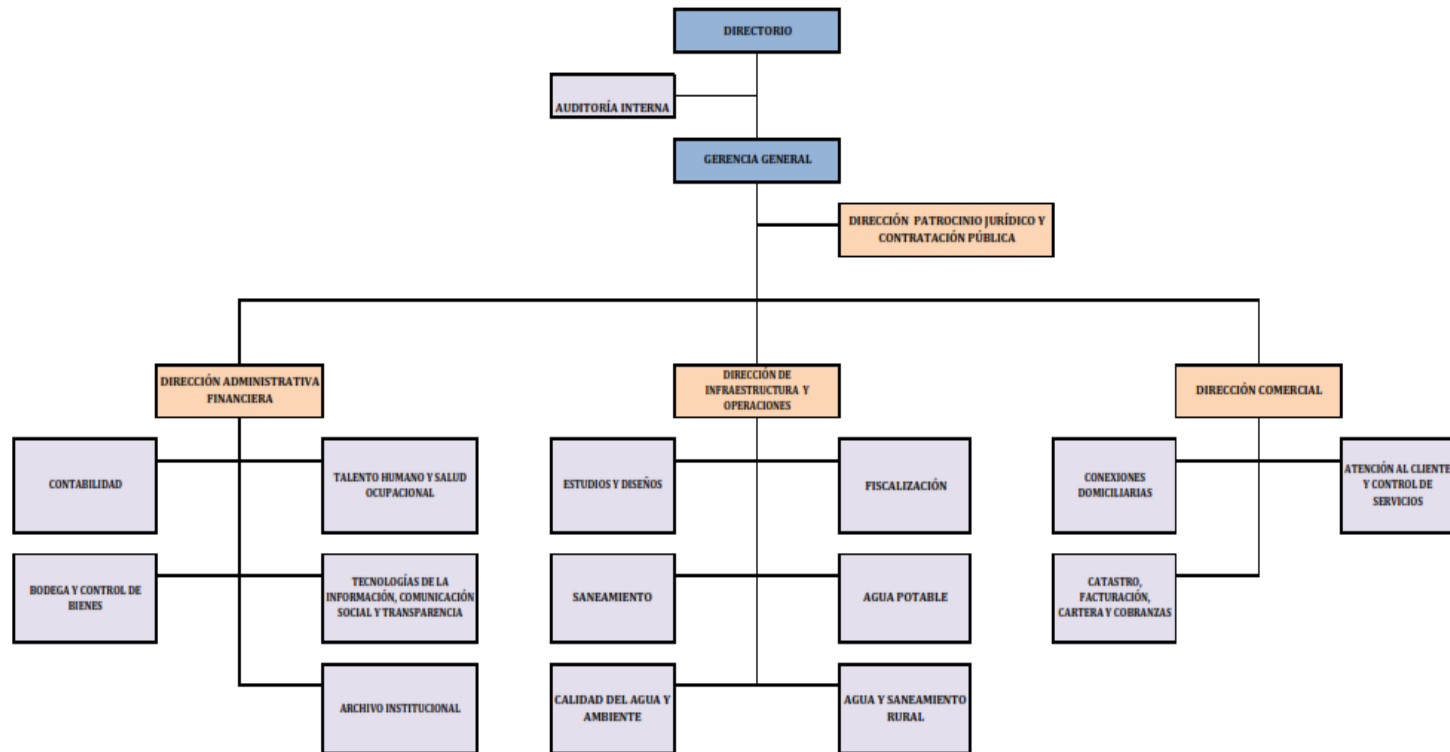 DIRECTORIO
AUDITORÍA INTERNA
GERENCIA GENERAL
DIRECCIÓN PATROCINIO JURÍDICO Y
CONTRATACIÓN PÚBLICA
DIRECCIÓN ADMINISTRATIVA
FINANCIERA
DIRECCIÓN DE
INFRAESTRUCTURA Y
OPERACIONES
DIRECCIÓN COMERCIAL
CONTABILIDAD
TALENTO HUMANO Y SALUD
OCUPACIONAL
ESTUDIOS Y DISEÑOS
FISCALIZACIÓN
CONEXIONES
DOMICILIARIAS
ATENCIÓN AL CLIENTE
Y CONTROL DE
SERVICIOS
BODEGA Y CONTROL DE
BIENES
TECNOLOGÍAS DE LA
INFORMACIÓN, COMUNICACIÓN
SOCIAL Y TRANSPARENCIA
SANEAMIENTO
AGUA POTABLE
CATASTRO,
FACTURACIÓN,
CARTERA Y COBRANZAS
ARCHIVO INSTITUCIONAL
CALIDAD DEL AGUA Y
AMBIENTE
AGUA Y SANEAMIENTO
RURAL